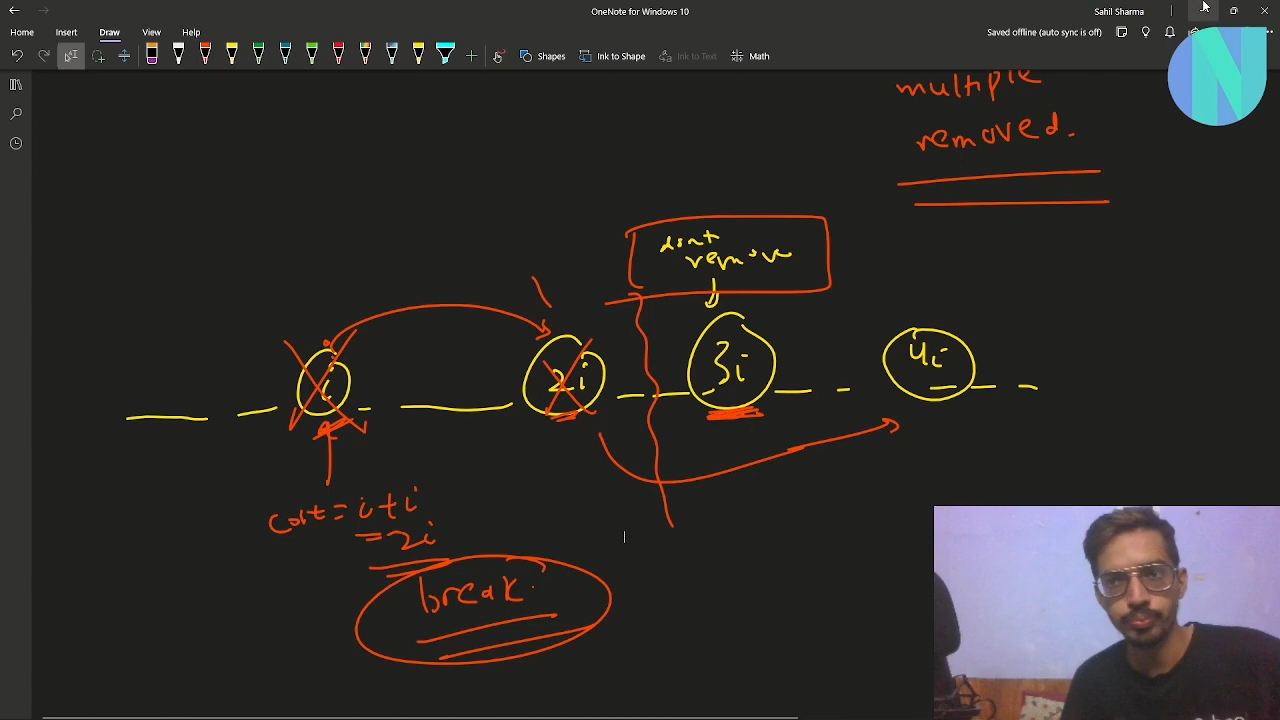 OneNote for Windows 10
Sahil Sharma
Home Insert Draw View Help
Saved offline (auto sync is off)
Shapes Ink to Shape Ink to Text Math
multiple
removed.
dont
remove
i 2i 3i 4i
cost = i + i
= 2i
break.
N